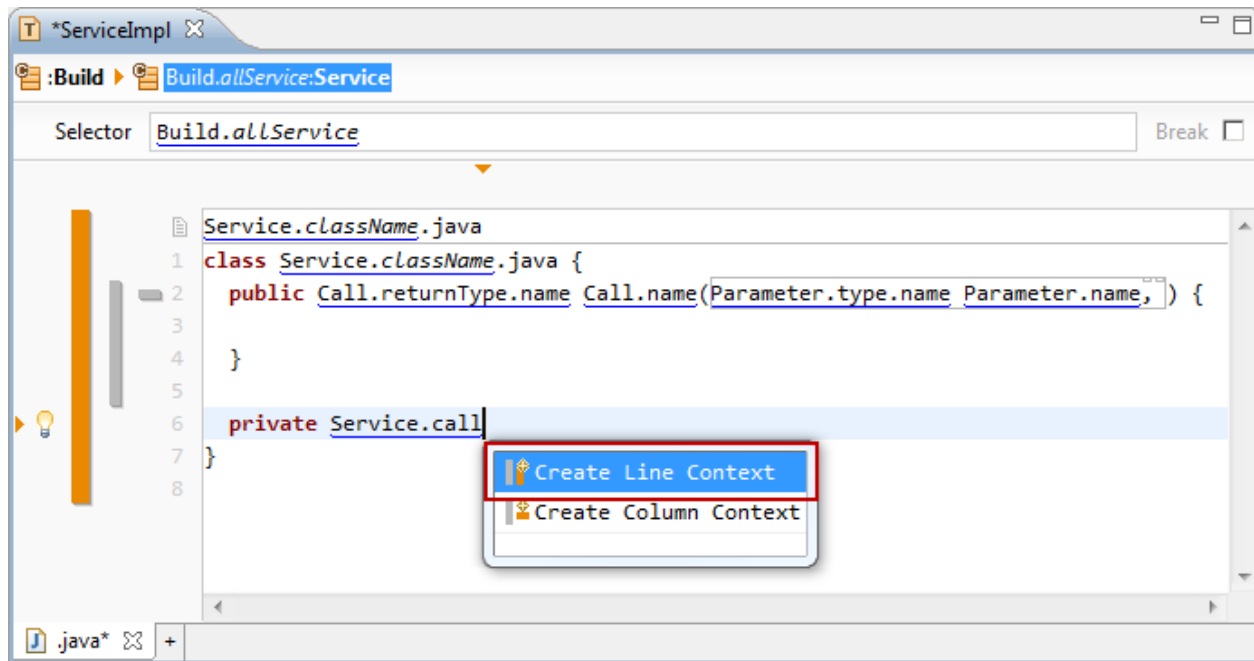 T *ServiceImpl
:Build Build.allService:Service
Selector Build.allService Break
Service.className.java
1 class Service.className.java {
2 public Call.returnType.name Call.name(Parameter.type.name Parameter.name, ) {
3
4 }
5
6 private Service.call
7 }
8
Create Line Context
Create Column Context
J .java* +